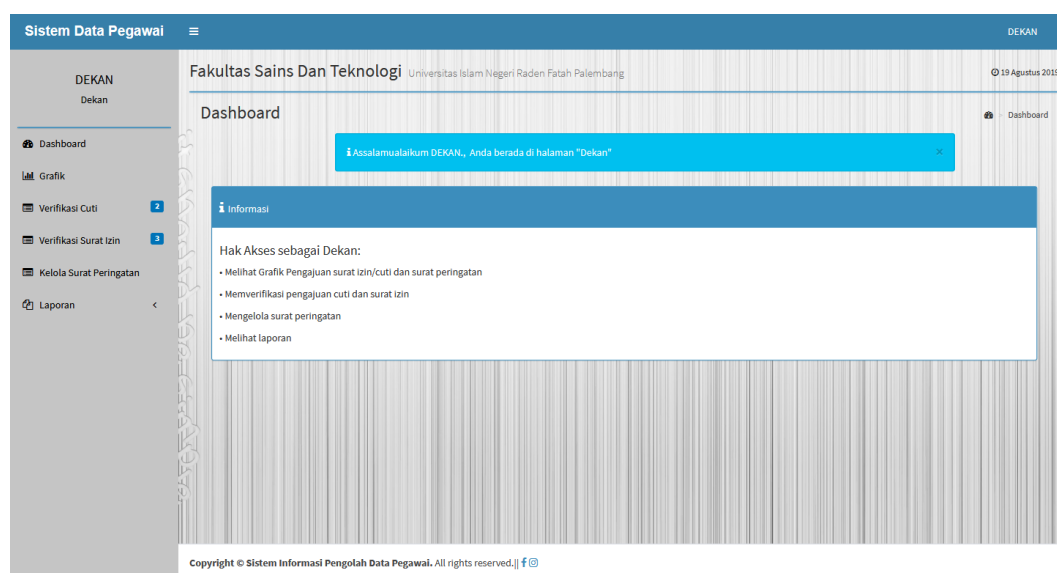 Sistem Data Pegawai
DEKAN
DEKAN
Dekan
Dashboard
Grafik
Verifikasi Cuti 2
Verifikasi Surat Izin 3
Kelola Surat Peringatan
Laporan
Fakultas Sains Dan Teknologi Universitas Islam Negeri Raden Fatah Palembang
19 Agustus 2019
Dashboard
Dashboard
Assalamualaikum DEKAN., Anda berada di halaman "Dekan" ×
Informasi
Hak Akses sebagai Dekan:
• Melihat Grafik Pengajuan surat izin/cuti dan surat peringatan
• Memverifikasi pengajuan cuti dan surat izin
• Mengelola surat peringatan
• Melihat laporan
Copyright © Sistem Informasi Pengolah Data Pegawai. All rights reserved.||